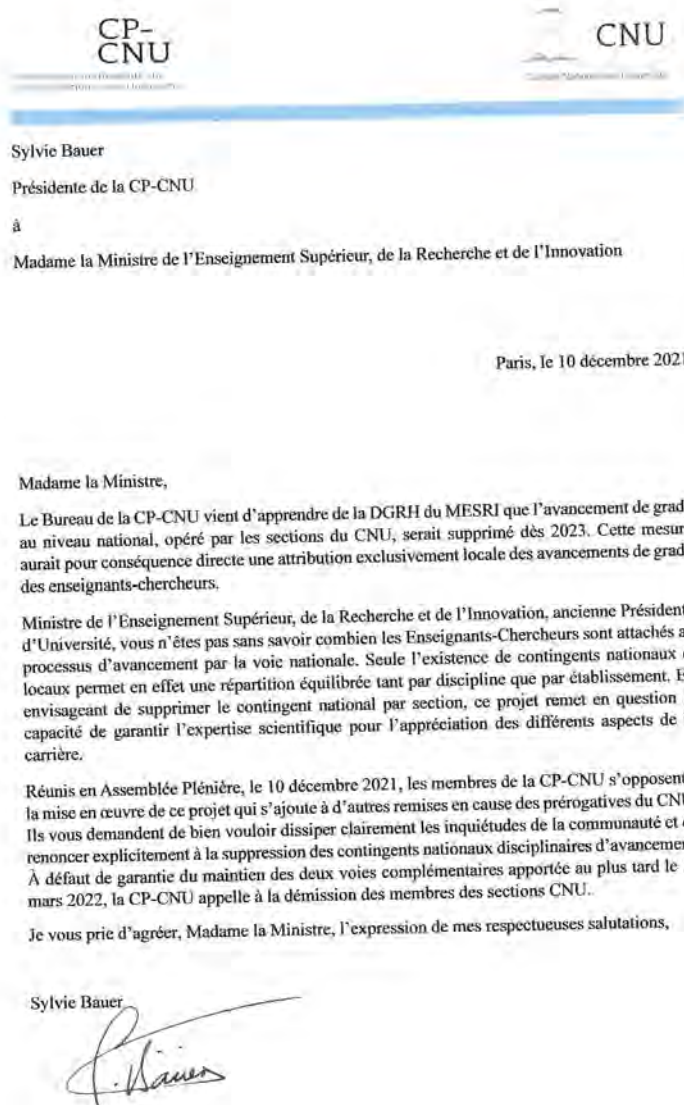 CP-
CNU
CNU
Sylvie Bauer
Présidente de la CP-CNU
à
Madame la Ministre de l'Enseignement Supérieur, de la Recherche et de l'Innovation
Paris, le 10 décembre 2021
Madame la Ministre,
Le Bureau de la CP-CNU vient d'apprendre de la DGRH du MESRI que l'avancement de grad
au niveau national, opéré par les sections du CNU, serait supprimé dès 2023. Cette mesur
aurait pour conséquence directe une attribution exclusivement locale des avancements de grad
des enseignants-chercheurs.
Ministre de l'Enseignement Supérieur, de la Recherche et de l'Innovation, ancienne Président
d'Université, vous n'êtes pas sans savoir combien les Enseignants-Chercheurs sont attachés a
processus d'avancement par la voie nationale. Seule l'existence de contingents nationaux
locaux permet en effet une répartition équilibrée tant par discipline que par établissement. E
envisageant de supprimer le contingent national par section, ce projet remet en question
capacité de garantir l'expertise scientifique pour l'appréciation des différents aspects de
carrière.
Réunis en Assemblée Plénière, le 10 décembre 2021, les membres de la CP-CNU s'opposent
la mise en œuvre de ce projet qui s'ajoute à d'autres remises en cause des prérogatives du CNU
Ils vous demandent de bien vouloir dissiper clairement les inquiétudes de la communauté et
renoncer explicitement à la suppression des contingents nationaux disciplinaires d'avancemen
À défaut de garantie du maintien des deux voies complémentaires apportée au plus tard le
mars 2022, la CP-CNU appelle à la démission des membres des sections CNU.
Je vous prie d'agréer, Madame la Ministre, l'expression de mes respectueuses salutations,
Sylvie Bauer